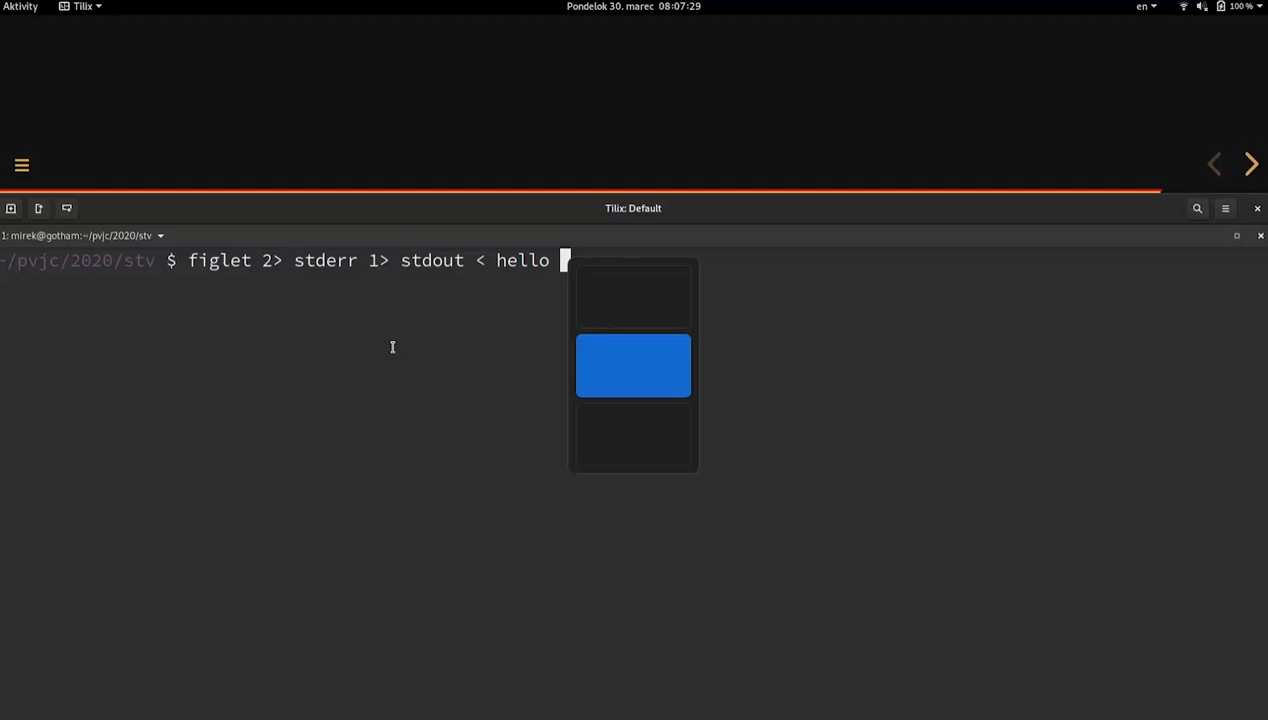 Aktivity Tilix Pondelok 30. marec 08:07:29 en 100 %
Tilix: Default
1: mirek@gotham:~/pvjc/2020/stv
~/pvjc/2020/stv $ figlet 2> stderr 1> stdout < hello